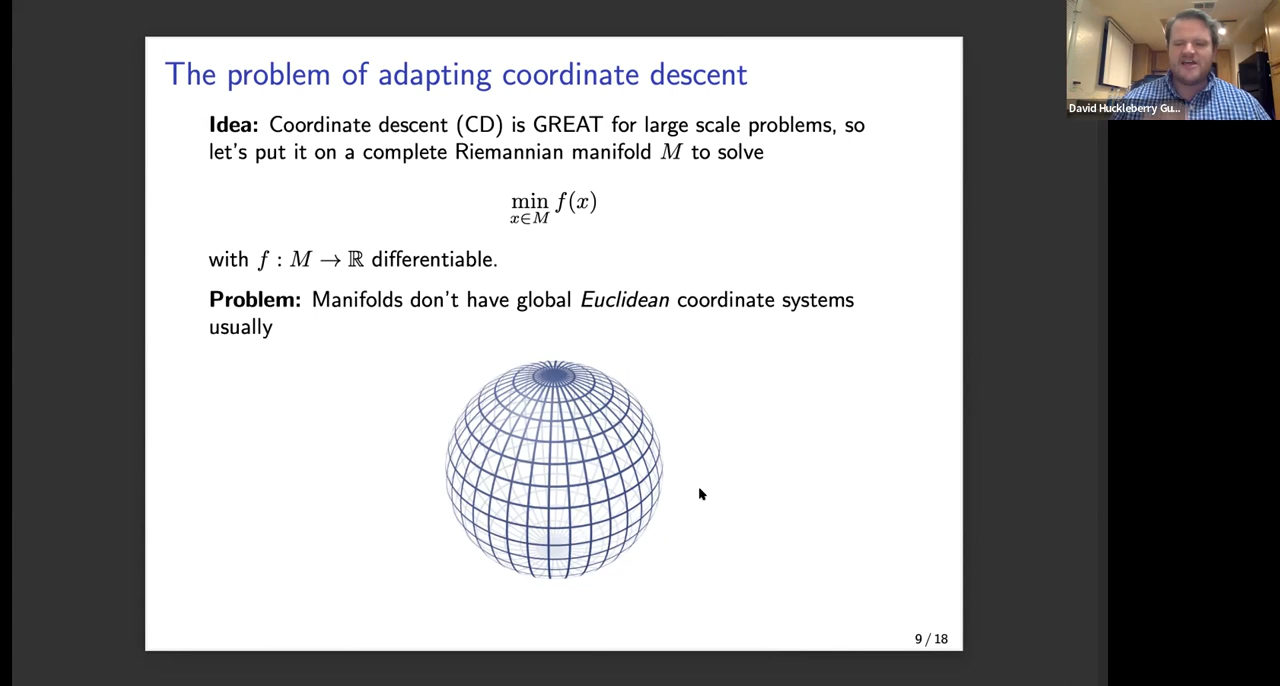 The problem of adapting coordinate descent
Idea: Coordinate descent (CD) is GREAT for large scale problems, so
let's put it on a complete Riemannian manifold M to solve
min f(x)
x∈M
with f : M → ℝ differentiable.
Problem: Manifolds don't have global Euclidean coordinate systems
usually
9 / 18
David Huckleberry Gu...